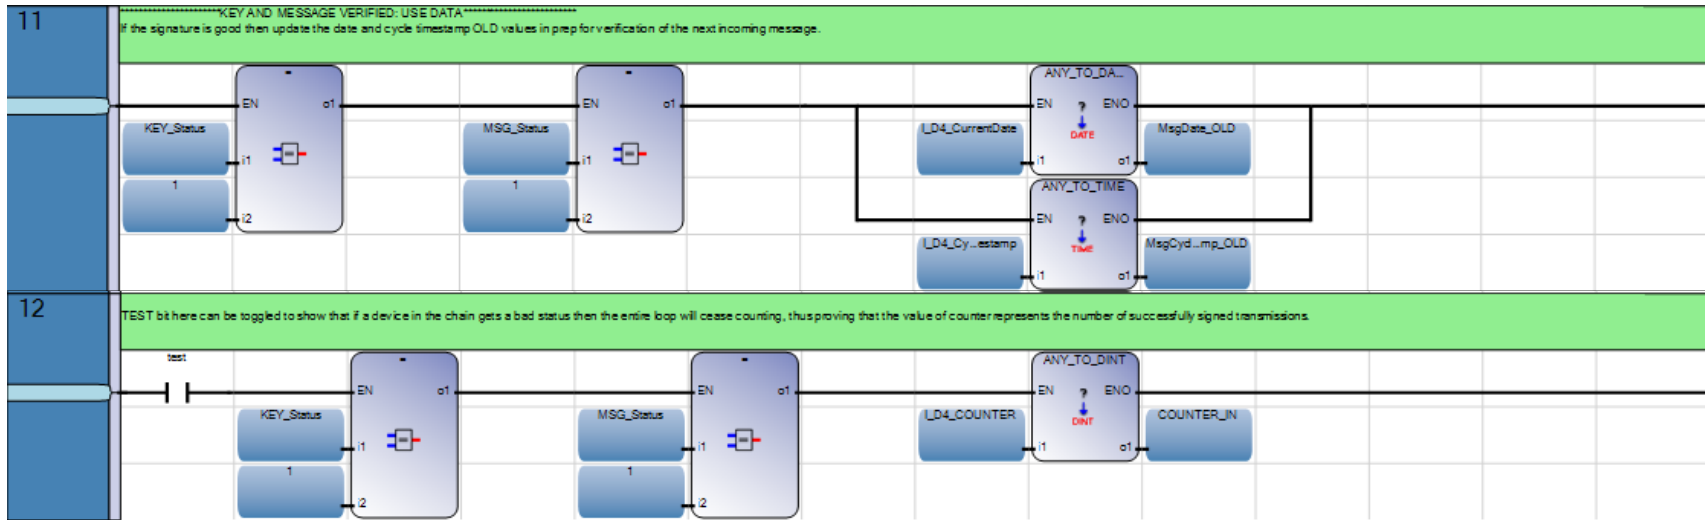 11
**********************KEY AND MESSAGE VERIFIED: USE DATA*************************
If the signature is good then update the date and cycle timestamp OLD values in prep for verification of the next incoming message.
= = ANY_TO_DA...
EN o1 EN o1 EN ? ENO
KEY_Status MSG_Status I_D4_CurrentDate DATE MsgDate_OLD
i1 = i1 = i1 o1
1 1 ANY_TO_TIME
i2 i2 EN ? ENO
I_D4_Cy...estamp TIME MsgCycl...mp_OLD
i1 o1
12
TEST bit here can be toggled to show that if a device in the chain gets a bad status then the entire loop will cease counting, thus proving that the value of counter represents the number of successfully signed transmissions.
test = = ANY_TO_DINT
EN o1 EN o1 EN ? ENO
KEY_Status MSG_Status I_D4_COUNTER DINT COUNTER_IN
i1 = i1 = i1 o1
1 1
i2 i2